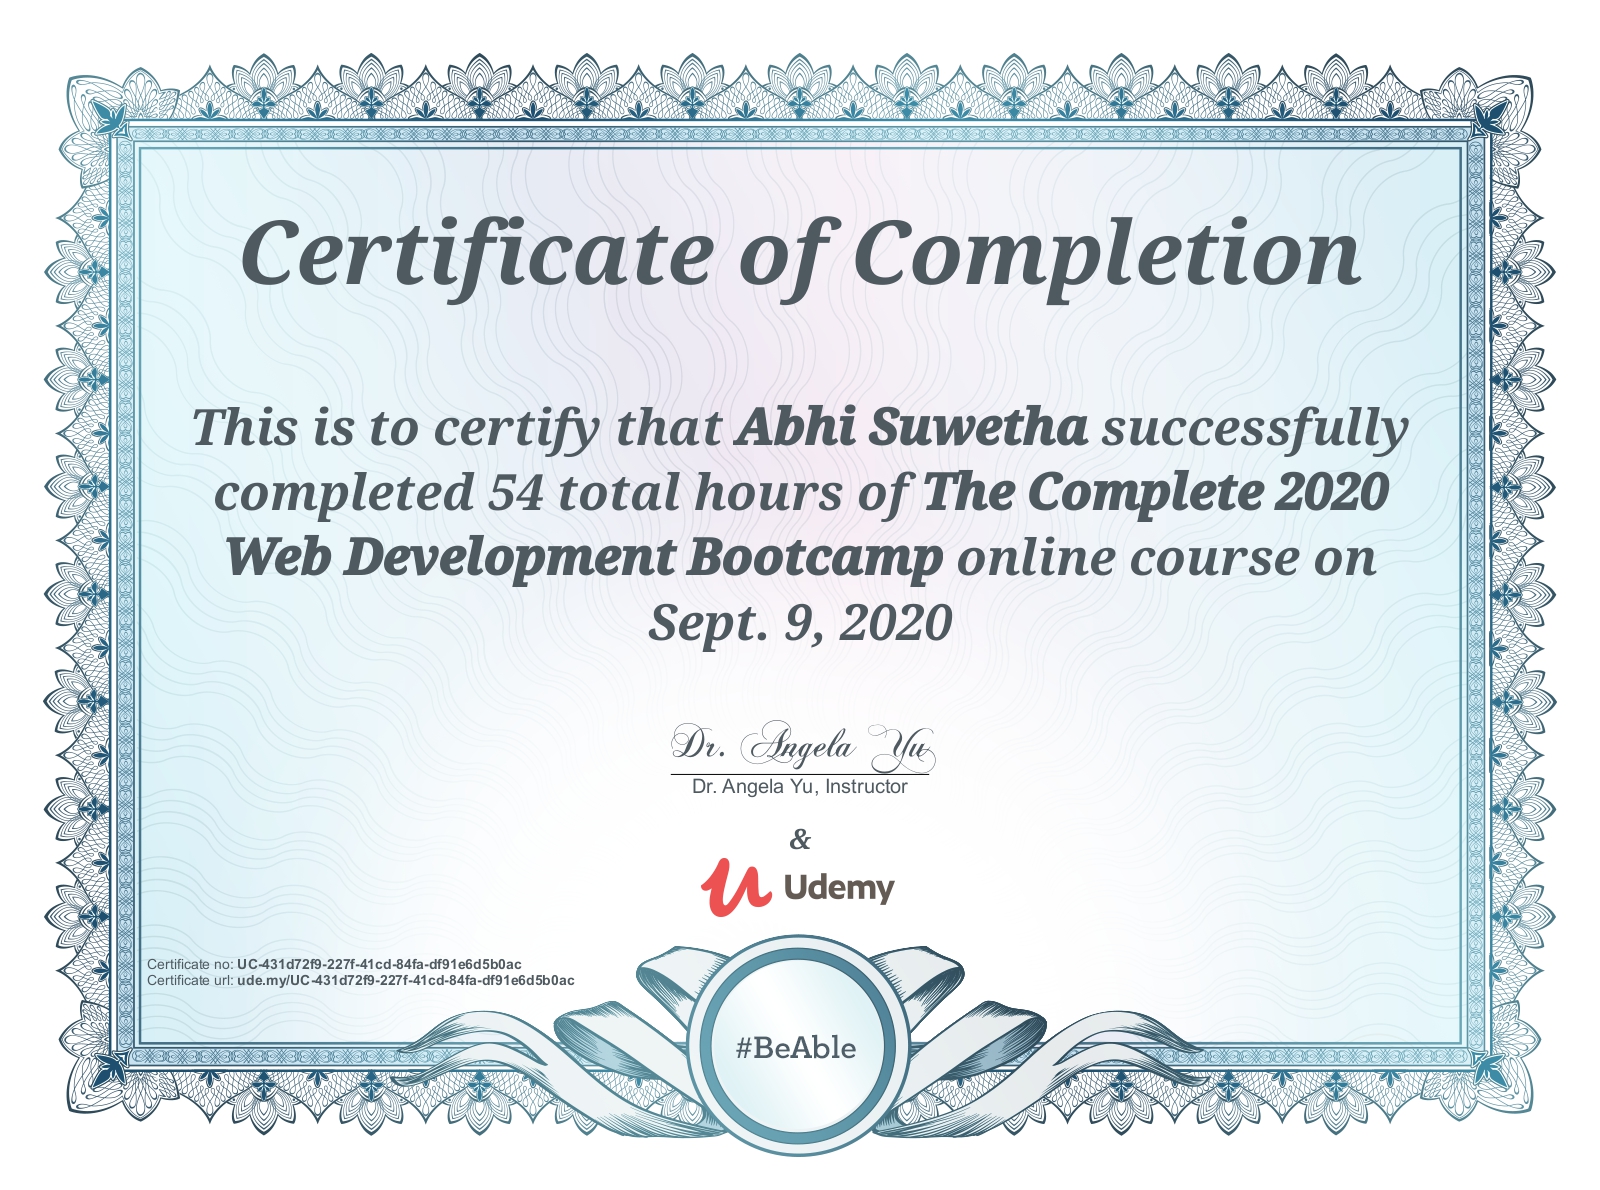 Certificate of Completion
This is to certify that Abhi Suwetha successfully
completed 54 total hours of The Complete 2020
Web Development Bootcamp online course on
Sept. 9, 2020
Dr. Angela Yu
Dr. Angela Yu, Instructor
&
Udemy
Certificate no: UC-431d72f9-227f-41cd-84fa-df91e6d5b0ac
Certificate url: ude.my/UC-431d72f9-227f-41cd-84fa-df91e6d5b0ac
#BeAble